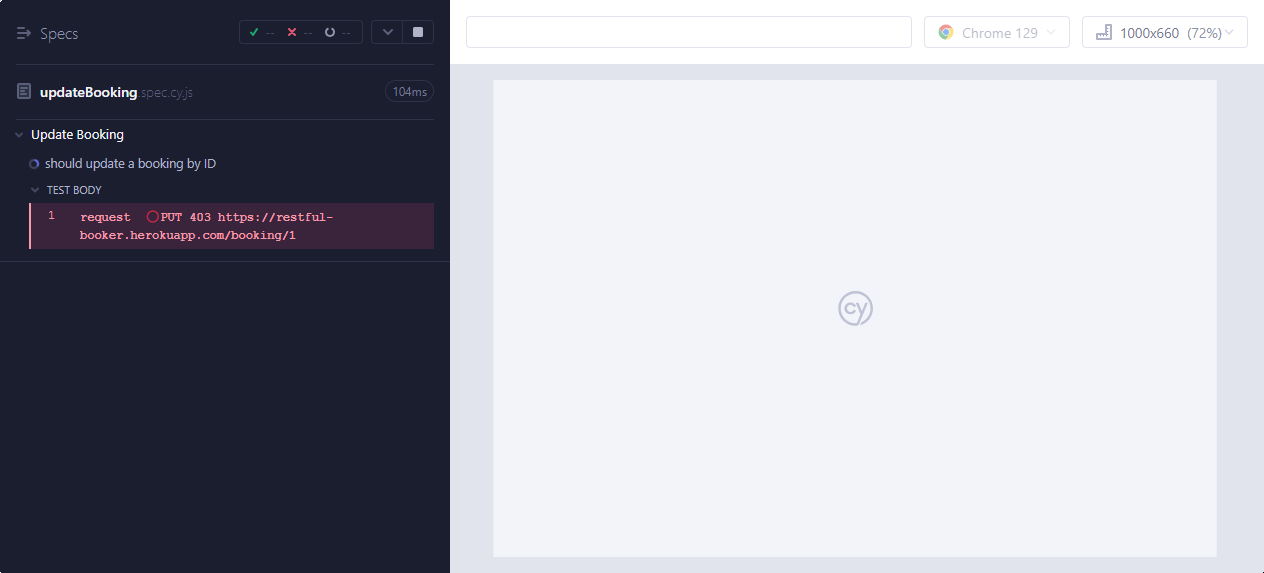 Specs
-- -- --
Chrome 129
1000x660 (72%)
updateBooking.spec.cy.js
104ms
Update Booking
should update a booking by ID
TEST BODY
1 request PUT 403 https://restful-
booker.herokuapp.com/booking/1
cy